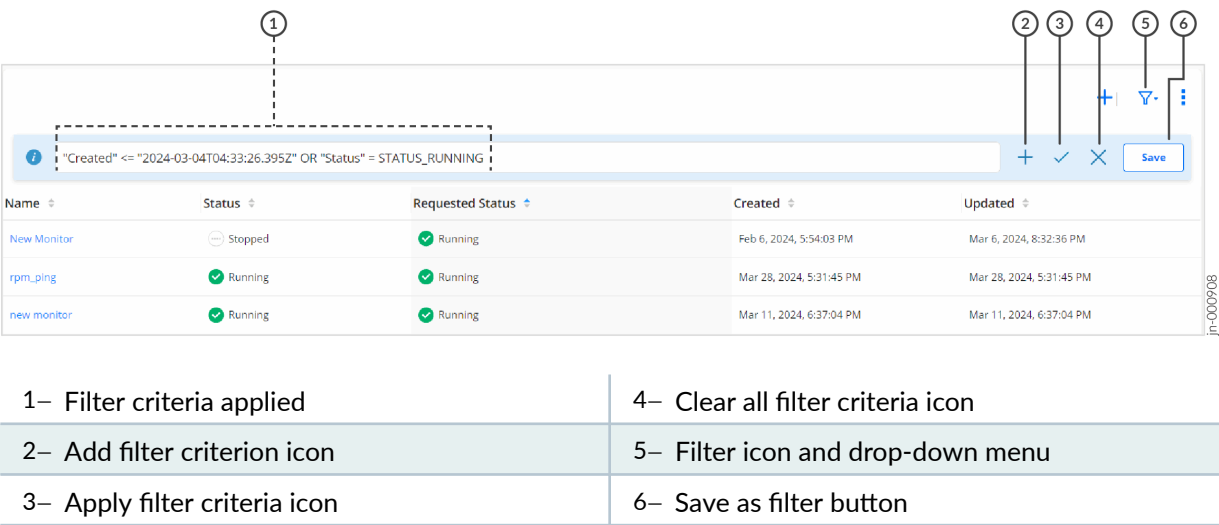 1
2 3 4 5 6
"Created" <= "2024-03-04T04:33:26.395Z" OR "Status" = STATUS_RUNNING
Save
Name Status Requested Status Created Updated
New Monitor Stopped Running Feb 6, 2024, 5:54:03 PM Mar 6, 2024, 8:32:36 PM
rpm_ping Running Running Mar 28, 2024, 5:31:45 PM Mar 28, 2024, 5:31:45 PM
new monitor Running Running Mar 11, 2024, 6:37:04 PM Mar 11, 2024, 6:37:04 PM
jn-000908
1– Filter criteria applied
4– Clear all filter criteria icon
2– Add filter criterion icon
5– Filter icon and drop-down menu
3– Apply filter criteria icon
6– Save as filter button